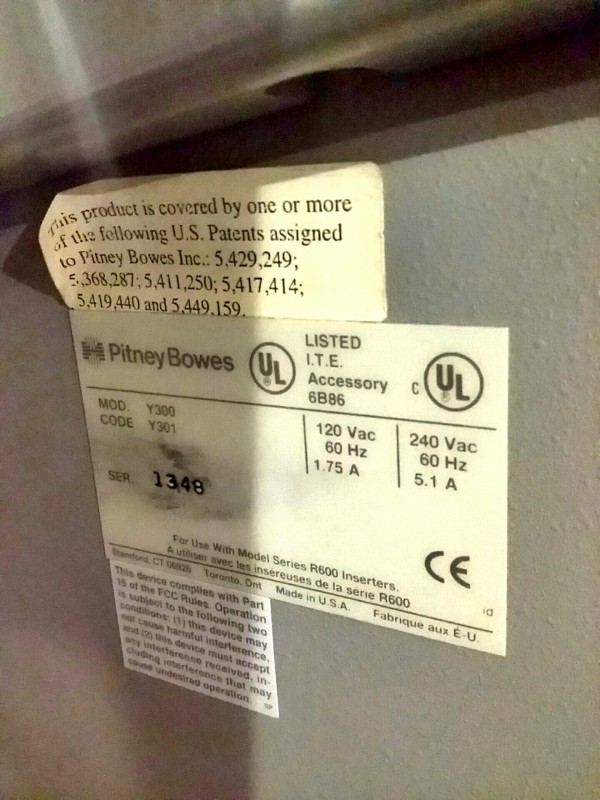 This product is covered by one or more
of the following U.S. Patents assigned
to Pitney Bowes Inc.: 5,429,249;
5,368,287; 5,411,250; 5,417,414;
5,419,440 and 5,449,159.
Pitney Bowes
UL
®
LISTED
I.T.E.
Accessory
6B86
C
UL
®
MOD. Y300
CODE Y301
SER. 1348
120 Vac
60 Hz
1.75 A
240 Vac
60 Hz
5.1 A
For Use With Model Series R600 Inserters.
A utiliser avec les inséreuses de la série R600
CE
Stamford, CT 06926 Toronto, Ont Made in U.S.A. Fabrique aux É-U.
id
This device complies with Part
15 of the FCC Rules. Operation
is subject to the following two
conditions: (1) this device may
not cause harmful interference,
and (2) this device must accept
any interference received, in-
cluding interference that may
cause undesired operation.